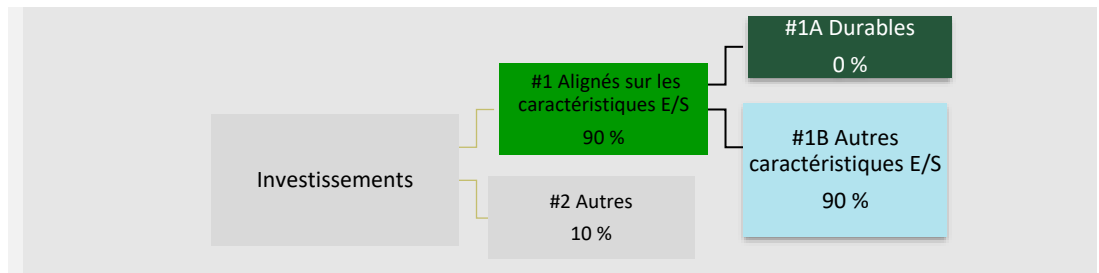 Investissements
#1 Alignés sur les
caractéristiques E/S
90 %
#2 Autres
10 %
#1A Durables
0 %
#1B Autres
caractéristiques E/S
90 %